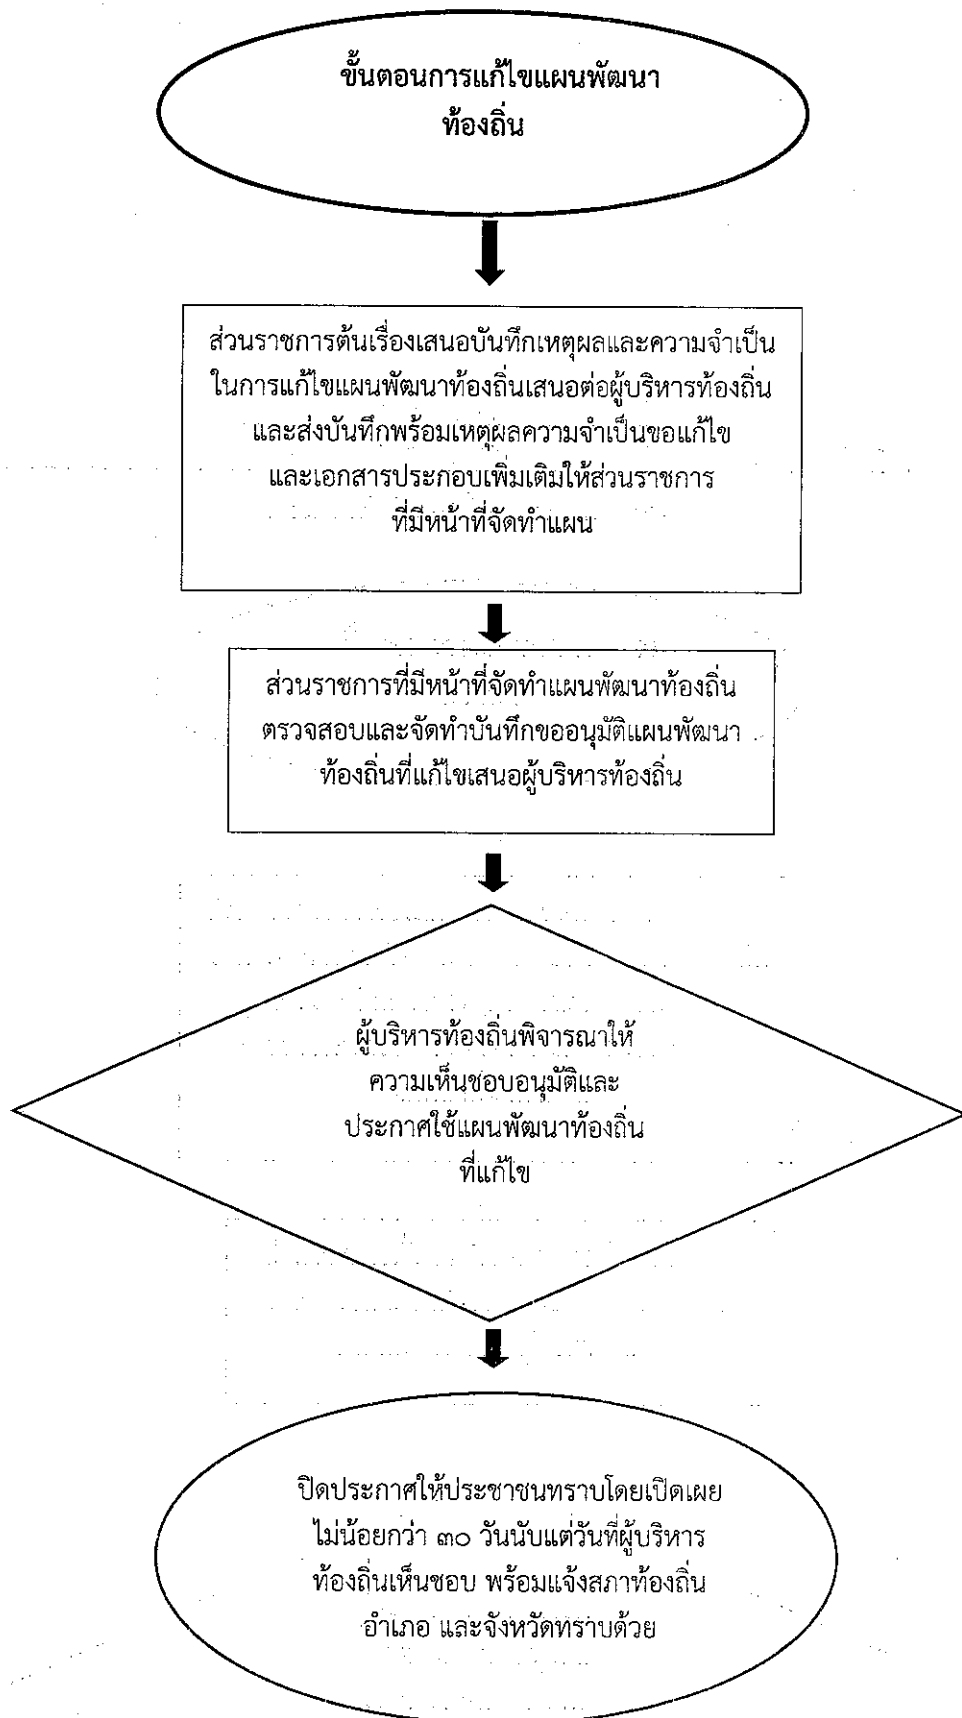 ขั้นตอนการแก้ไขแผนพัฒนา
ท้องถิ่น
ส่วนราชการต้นเรื่องเสนอบันทึกเหตุผลและความจำเป็น
ในการแก้ไขแผนพัฒนาท้องถิ่นเสนอต่อผู้บริหารท้องถิ่น
และส่งบันทึกพร้อมเหตุผลความจำเป็นขอแก้ไข
และเอกสารประกอบเพิ่มเติมให้ส่วนราชการ
ที่มีหน้าที่จัดทำแผน
ส่วนราชการที่มีหน้าที่จัดทำแผนพัฒนาท้องถิ่น
ตรวจสอบและจัดทำบันทึกขออนุมัติแผนพัฒนา
ท้องถิ่นที่แก้ไขเสนอผู้บริหารท้องถิ่น
ผู้บริหารท้องถิ่นพิจารณาให้
ความเห็นชอบอนุมัติและ
ประกาศใช้แผนพัฒนาท้องถิ่น
ที่แก้ไข
ปิดประกาศให้ประชาชนทราบโดยเปิดเผย
ไม่น้อยกว่า ๓๐ วันนับแต่วันที่ผู้บริหาร
ท้องถิ่นเห็นชอบ พร้อมแจ้งสภาท้องถิ่น
อำเภอ และจังหวัดทราบด้วย